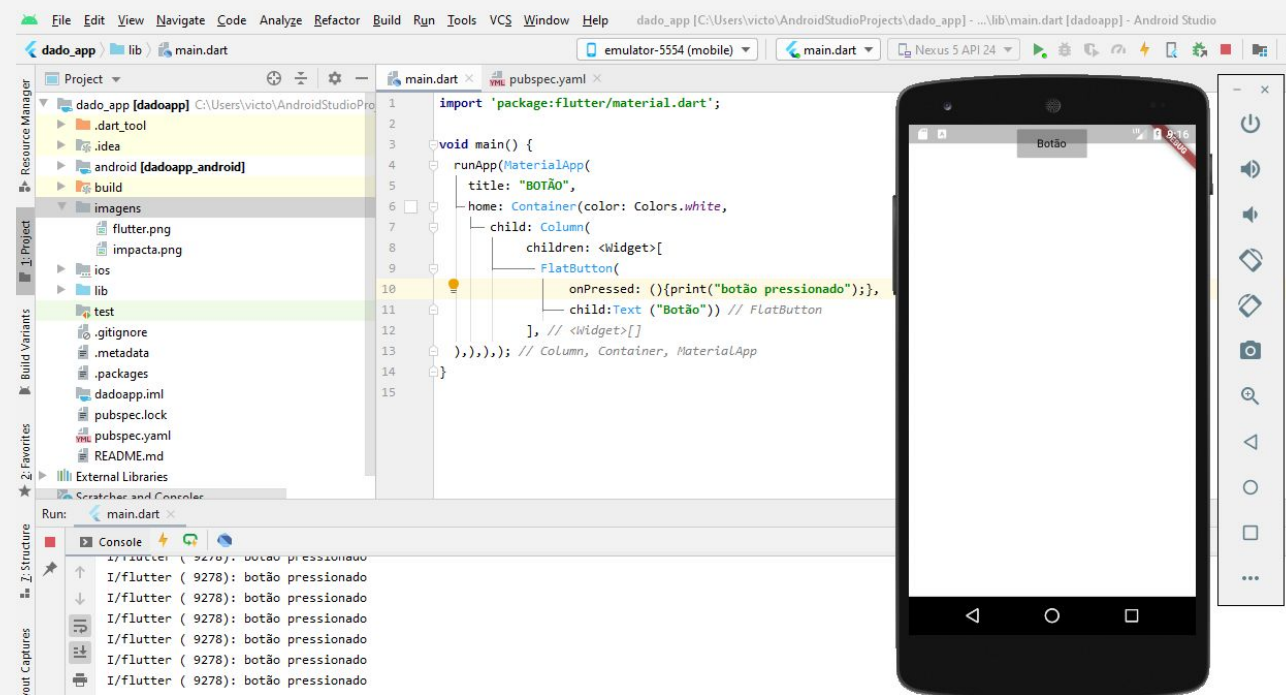 File Edit View Navigate Code Analyze Refactor Build Run Tools VCS Window Help dado_app [C:\Users\victo\AndroidStudioProjects\dado_app] - ...\lib\main.dart [dadoapp] - Android Studio
dado_app lib main.dart emulator-5554 (mobile) main.dart Nexus 5 API 24
Resource Manager
1: Project
Build Variants
2: Favorites
Z: Structure
Captures
Project
dado_app [dadoapp] C:\Users\victo\AndroidStudioPro
.dart_tool
.idea
android [dadoapp_android]
build
imagens
flutter.png
impacta.png
ios
lib
test
.gitignore
.metadata
.packages
dadoapp.iml
pubspec.lock
pubspec.yaml
README.md
External Libraries
Scratches and Consoles
main.dart pubspec.yaml
1 import 'package:flutter/material.dart';
2
3 void main() {
4 runApp(MaterialApp(
5 title: "BOTÃO",
6 home: Container(color: Colors.white,
7 child: Column(
8 children: <Widget>[
9 FlatButton(
10 onPressed: (){print("botão pressionado");},
11 child:Text ("Botão")) // FlatButton
12 ], // <Widget>[]
13 ),),),); // Column, Container, MaterialApp
14 }
15
9:16
DEBUG
Botão
Run: main.dart
Console
I/flutter ( 9278): botão pressionado
I/flutter ( 9278): botão pressionado
I/flutter ( 9278): botão pressionado
I/flutter ( 9278): botão pressionado
I/flutter ( 9278): botão pressionado
I/flutter ( 9278): botão pressionado
I/flutter ( 9278): botão pressionado